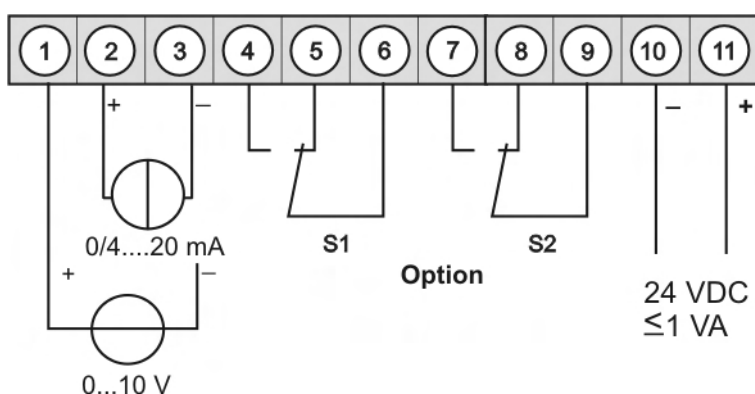 1 2 3 4 5 6 7 8 9 10 11
+ – – +
0/4....20 mA
S1 S2
+ –
Option
24 VDC
≤1 VA
0...10 V